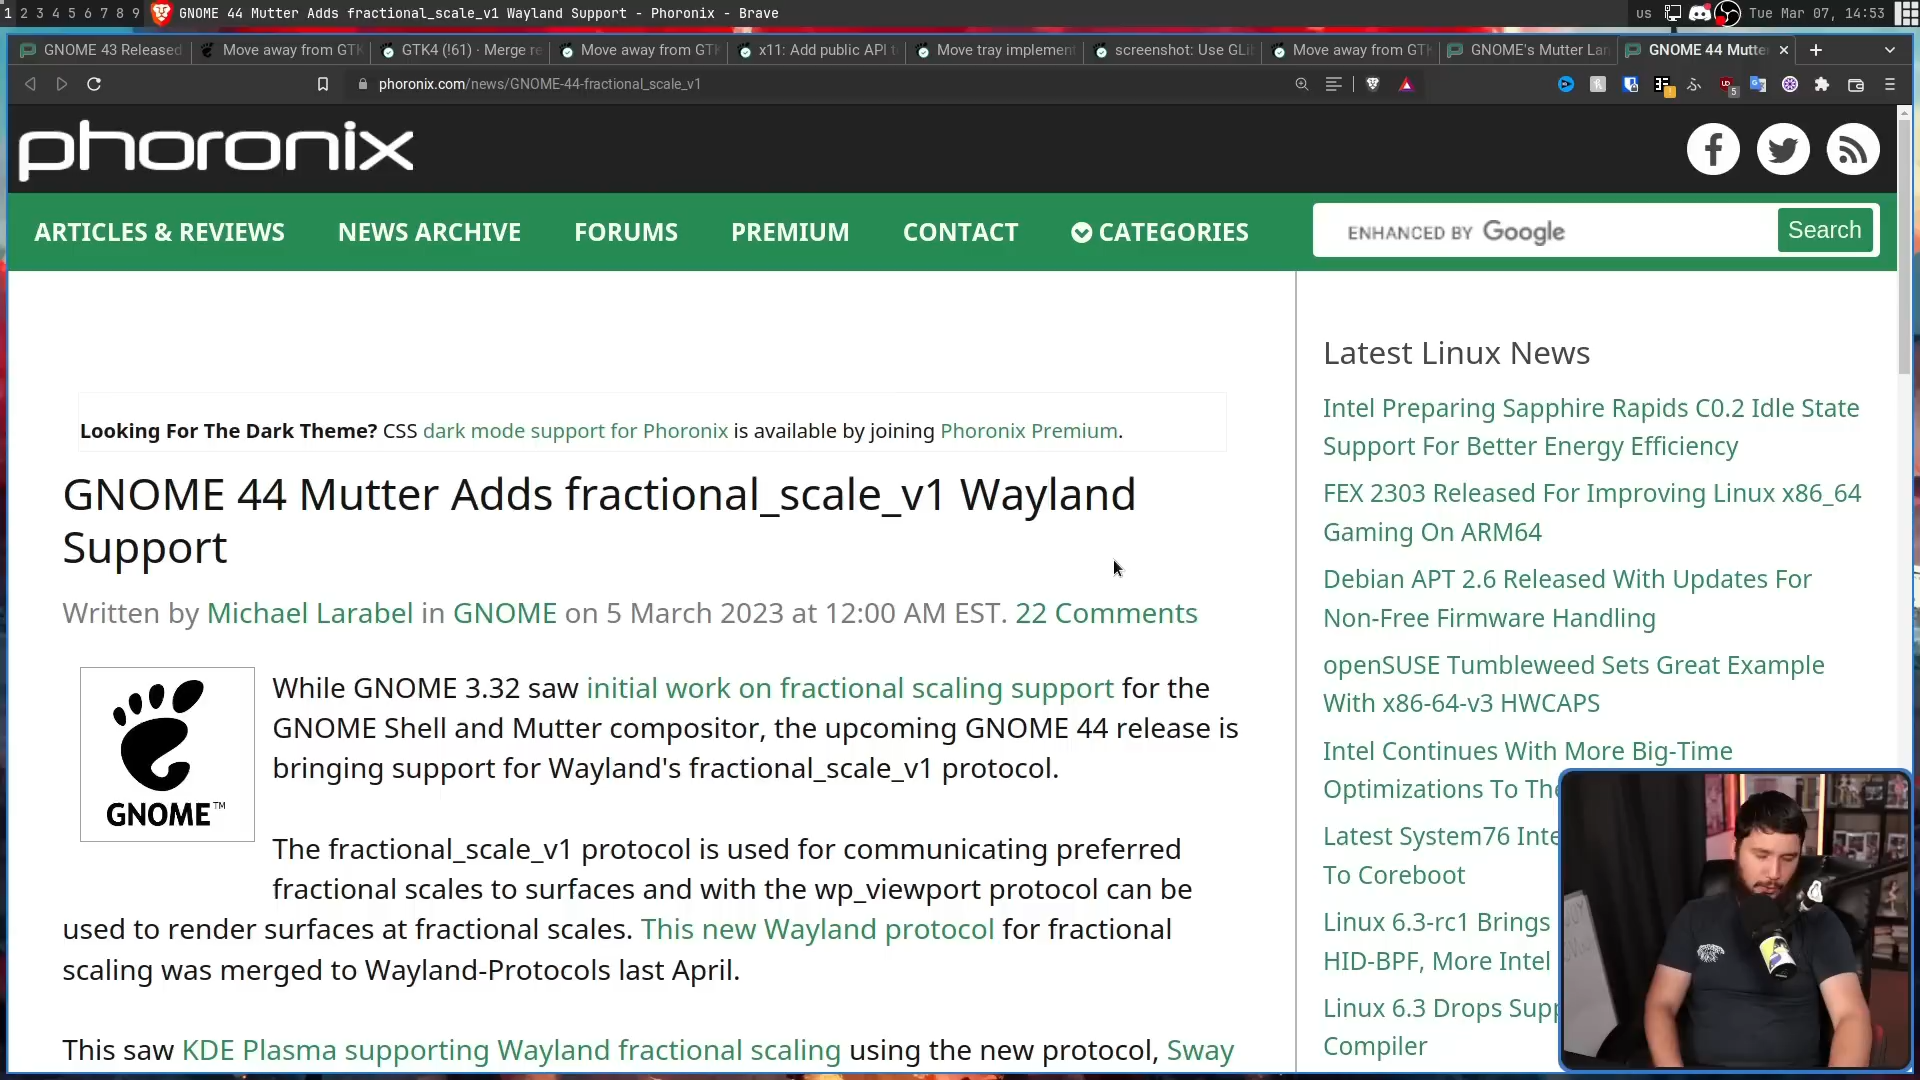 1 2 3 4 5 6 7 8 9 GNOME 44 Mutter Adds fractional_scale_v1 Wayland Support - Phoronix - Brave us Tue Mar 07, 14:53
GNOME 43 Released Move away from GTK GTK4 (!61) · Merge re Move away from GTK x11: Add public API t Move tray implement screenshot: Use GLi Move away from GTK GNOME's Mutter Lan GNOME 44 Mutte
phoronix.com/news/GNOME-44-fractional_scale_v1
phoronix
ARTICLES & REVIEWS NEWS ARCHIVE FORUMS PREMIUM CONTACT CATEGORIES ENHANCED BY Google Search
Looking For The Dark Theme? CSS dark mode support for Phoronix is available by joining Phoronix Premium.
GNOME 44 Mutter Adds fractional_scale_v1 Wayland
Support
Written by Michael Larabel in GNOME on 5 March 2023 at 12:00 AM EST. 22 Comments
GNOME™
While GNOME 3.32 saw initial work on fractional scaling support for the
GNOME Shell and Mutter compositor, the upcoming GNOME 44 release is
bringing support for Wayland's fractional_scale_v1 protocol.
The fractional_scale_v1 protocol is used for communicating preferred
fractional scales to surfaces and with the wp_viewport protocol can be
used to render surfaces at fractional scales. This new Wayland protocol for fractional
scaling was merged to Wayland-Protocols last April.
This saw KDE Plasma supporting Wayland fractional scaling using the new protocol, Sway
Latest Linux News
Intel Preparing Sapphire Rapids C0.2 Idle State
Support For Better Energy Efficiency
FEX 2303 Released For Improving Linux x86_64
Gaming On ARM64
Debian APT 2.6 Released With Updates For
Non-Free Firmware Handling
openSUSE Tumbleweed Sets Great Example
With x86-64-v3 HWCAPS
Intel Continues With More Big-Time
Optimizations To The
Latest System76 Inte
To Coreboot
Linux 6.3-rc1 Brings
HID-BPF, More Intel
Linux 6.3 Drops Supp
Compiler